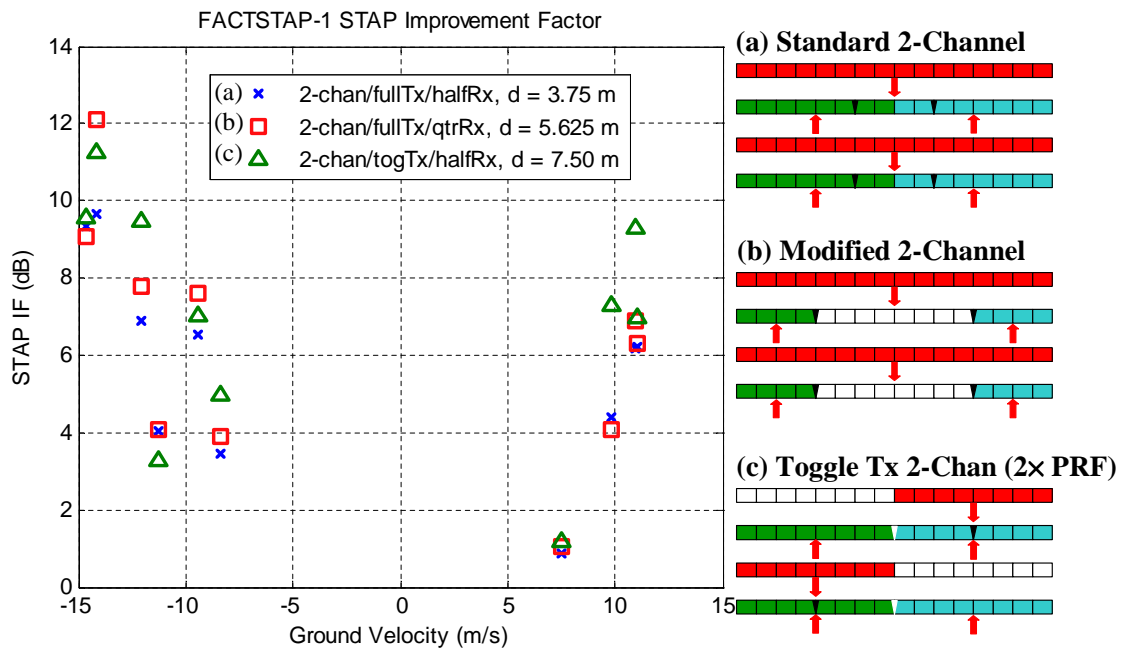 FACTSTAP-1 STAP Improvement Factor
14
12
10
8
6
4
2
0
STAP IF (dB)
-15
-10
-5
0
5
10
15
Ground Velocity (m/s)
(a) 2-chan/fullTx/halfRx, d = 3.75 m
(b) 2-chan/fullTx/qtrRx, d = 5.625 m
(c) 2-chan/togTx/halfRx, d = 7.50 m
(a) Standard 2-Channel
(b) Modified 2-Channel
(c) Toggle Tx 2-Chan (2× PRF)